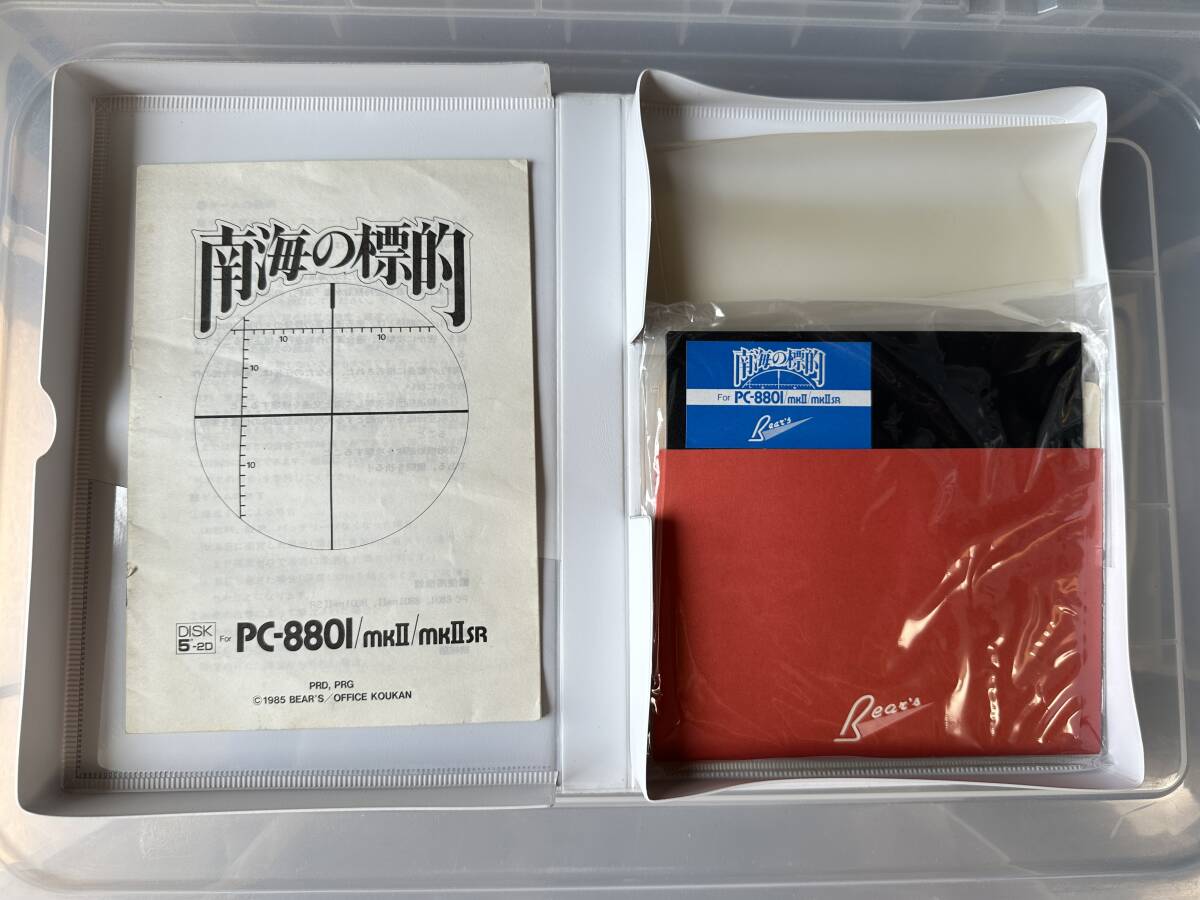 南海の標的
10
10
10
10
DISK
5"-2D
For PC-8801/mkII/mkIISR
PRD, PRG
©1985 BEAR'S/OFFICE KOUKAN
南海の標的
For PC-8801/mkII/mkIISR
Bear's
Bear's